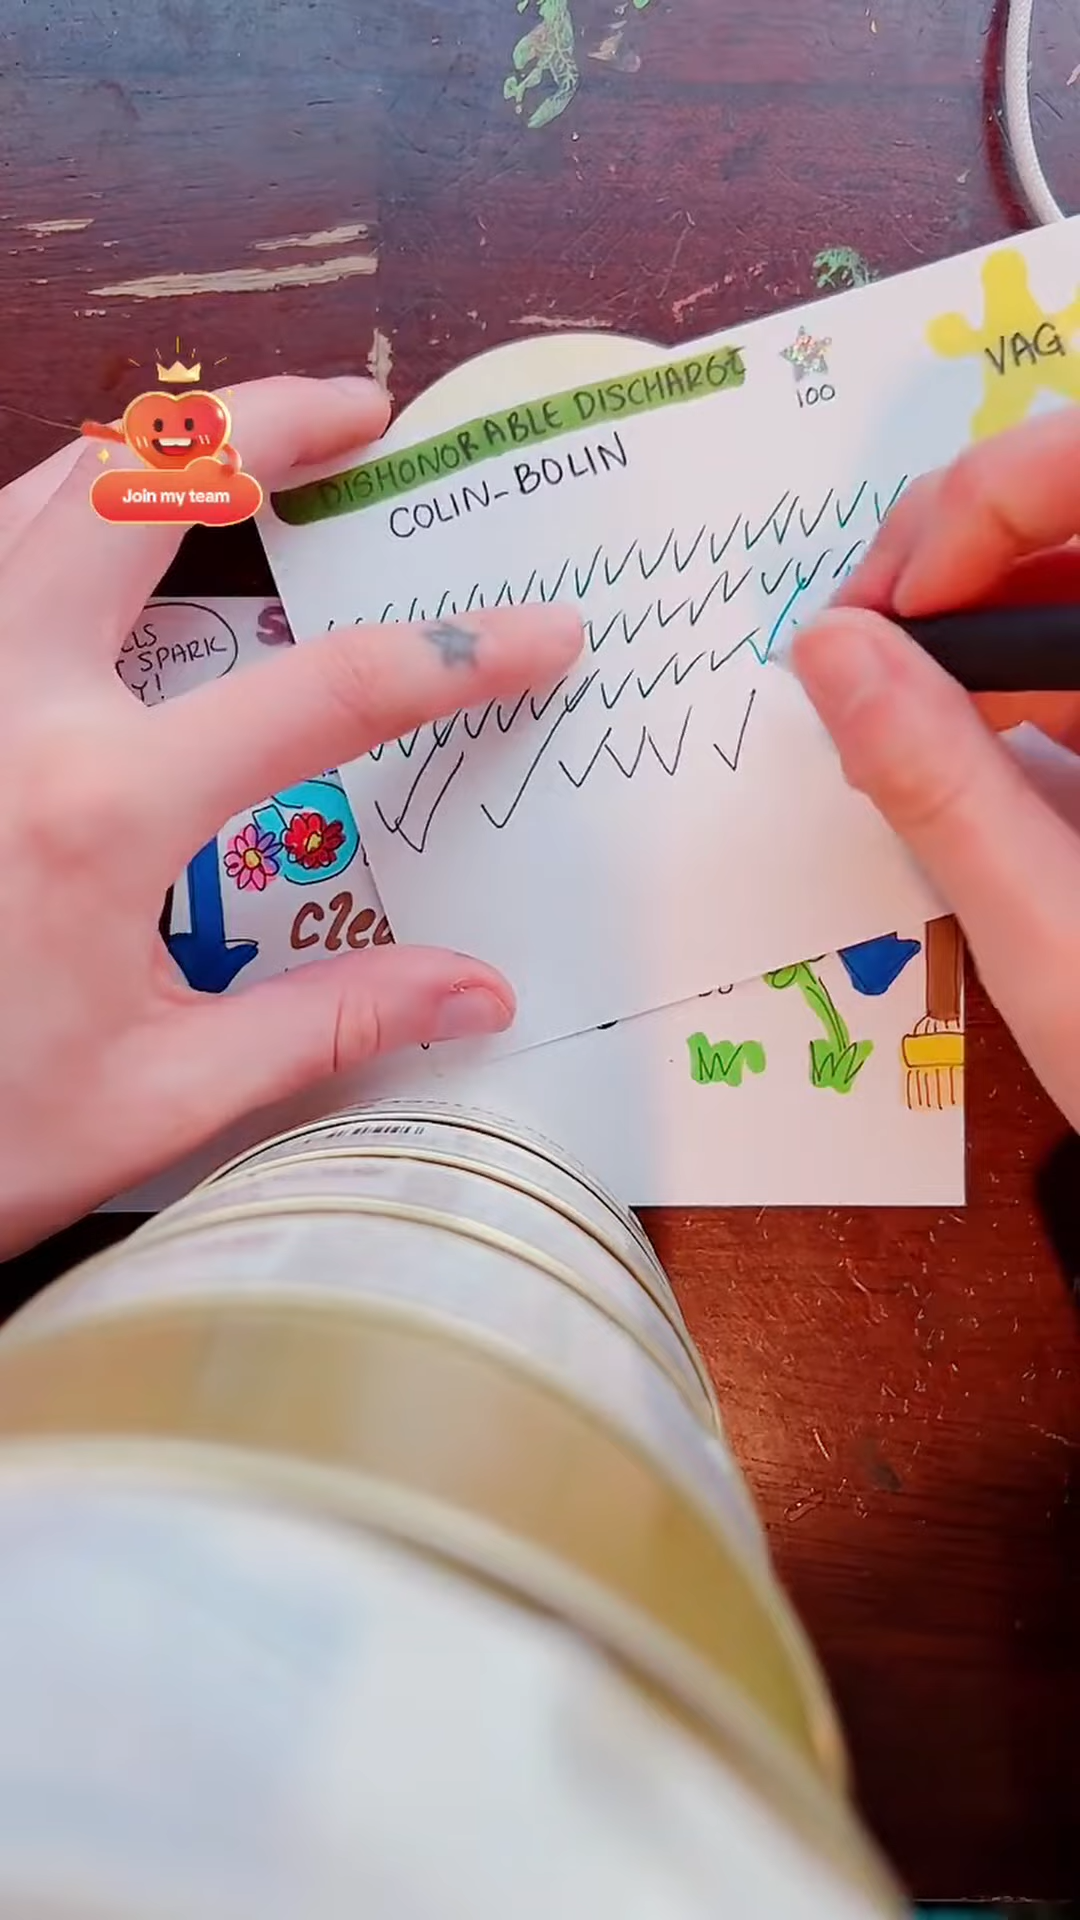 DISHONORABLE DISCHARGE
100
VAG
COLIN-BOLIN
Join my team
SPARK
Y!
Clea